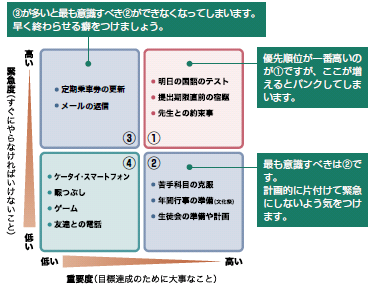 ③が多いと最も意識すべき②ができなくなってしまいます。
早く終わらせる癖をつけましょう。
高い
緊急度（すぐにやらなければいけないこと）
低い
・定期乗車券の更新
・メールの返信
③
・明日の国語のテスト
・提出期限直前の宿題
・先生との約束事
①
優先順位が一番高いの
が①ですが、ここが増
えるとパンクしてしま
います。
④
・ケータイ・スマートフォン
・暇つぶし
・ゲーム
・友達との電話
②
・苦手科目の克服
・年間行事の準備(文化祭)
・生徒会の準備や計画
最も意識すべきは②で
す。
計画的に片付けて緊急
にしないよう気をつけ
ます。
低い
高い
重要度（目標達成のために大事なこと）